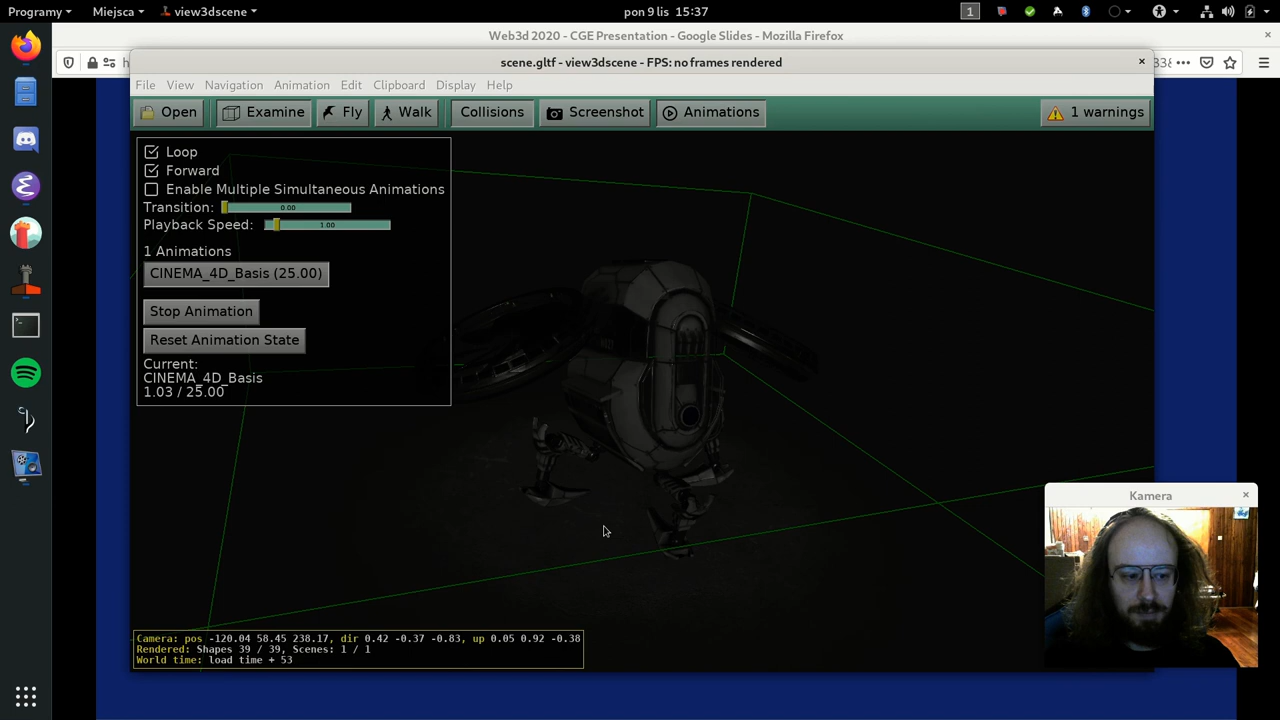 Programy
Miejsca
view3dscene
pon 9 lis 15:37
1
Web3d 2020 - CGE Presentation - Google Slides - Mozilla Firefox
scene.gltf - view3dscene - FPS: no frames rendered
File View Navigation Animation Edit Clipboard Display Help
Open Examine Fly Walk Collisions Screenshot Animations 1 warnings
Loop
Forward
Enable Multiple Simultaneous Animations
Transition: 0.00
Playback Speed: 1.00
1 Animations
CINEMA_4D_Basis (25.00)
Stop Animation
Reset Animation State
Current:
CINEMA_4D_Basis
1.03 / 25.00
Kamera
Camera: pos -120.04 58.45 238.17, dir 0.42 -0.37 -0.83, up 0.05 0.92 -0.38
Rendered: Shapes 39 / 39, Scenes: 1 / 1
World time: load time + 53